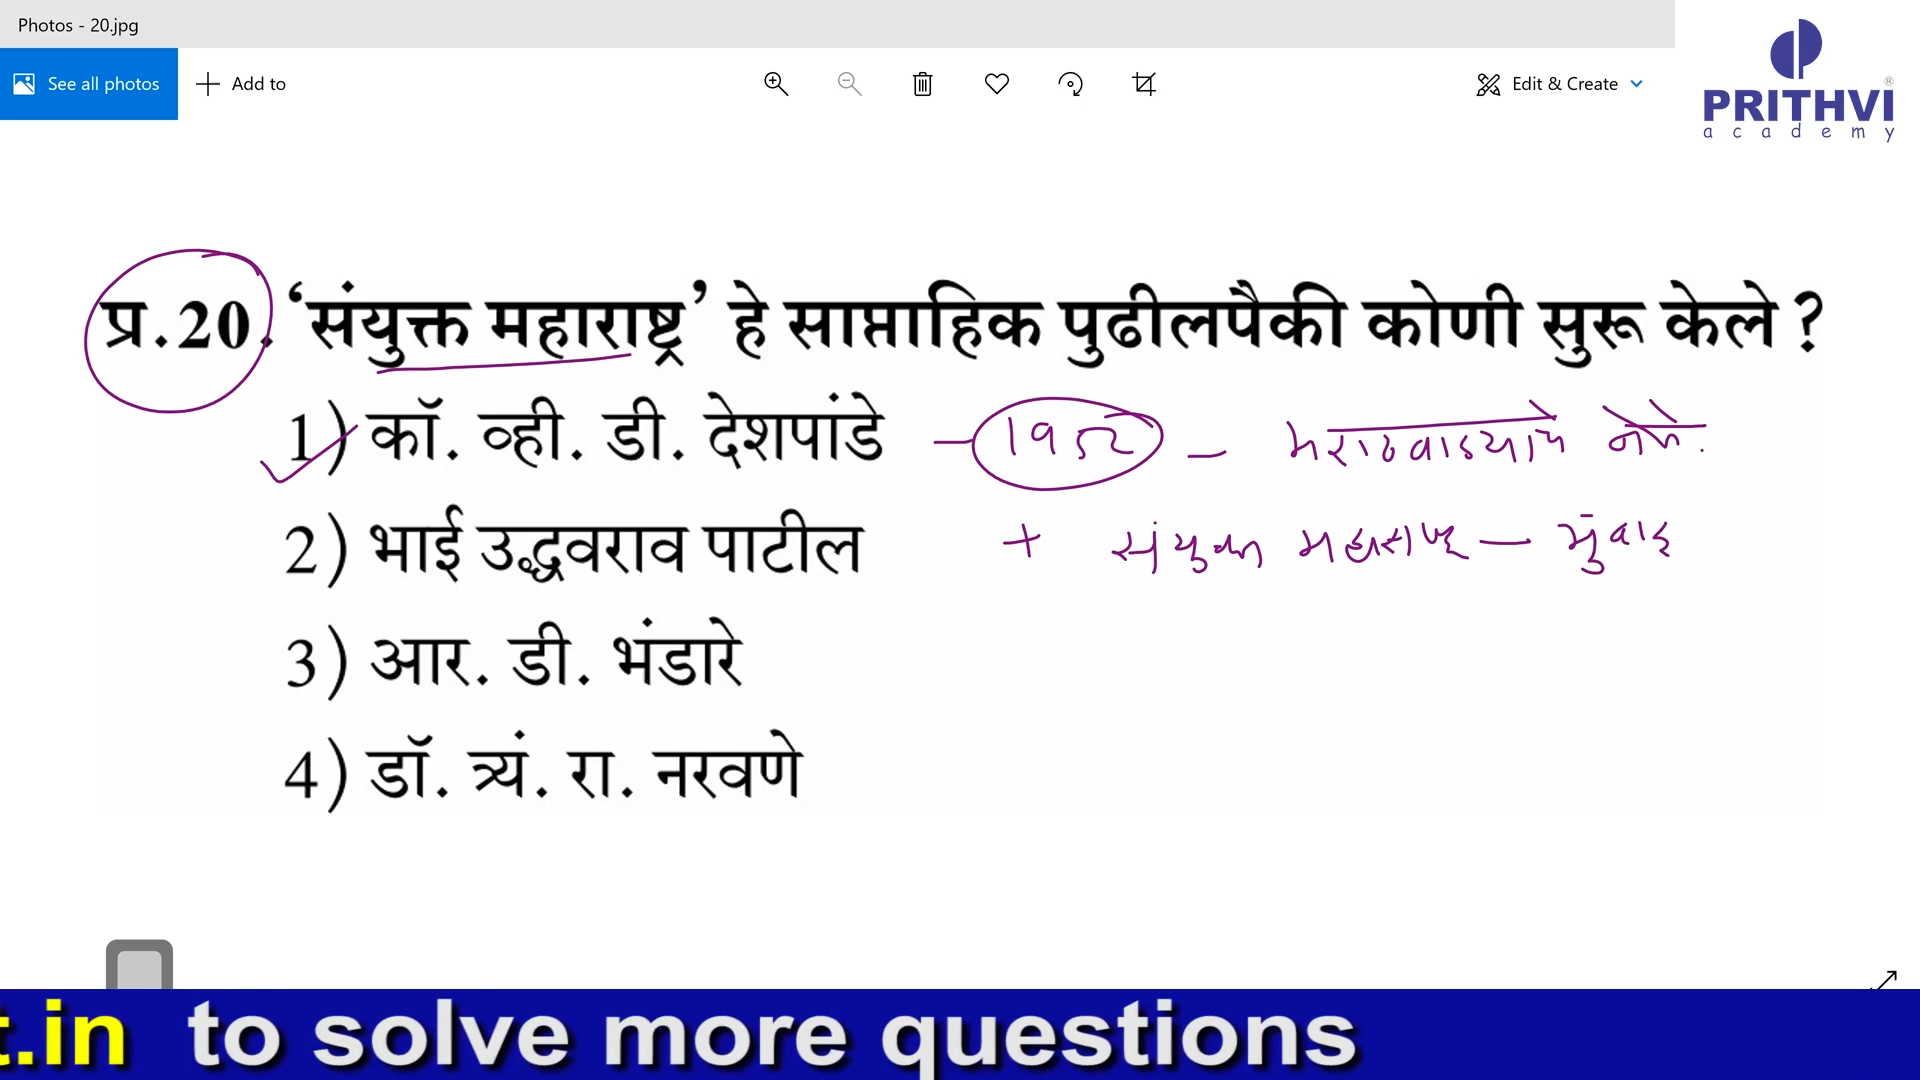 Photos - 20.jpg
See all photos
Add to
Edit & Create
PRITHVI
academy
प्र.20. ‘संयुक्त महाराष्ट्र’ हे साप्ताहिक पुढीलपैकी कोणी सुरू केले ?
1) कॉ. व्ही. डी. देशपांडे – 1952 – मराठवाड्याचे
2) भाई उद्धवराव पाटील + संयुक्त महाराष्ट्र – मुंबई
3) आर. डी. भंडारे
4) डॉ. त्र्यं. रा. नरवणे
t.in to solve more questions